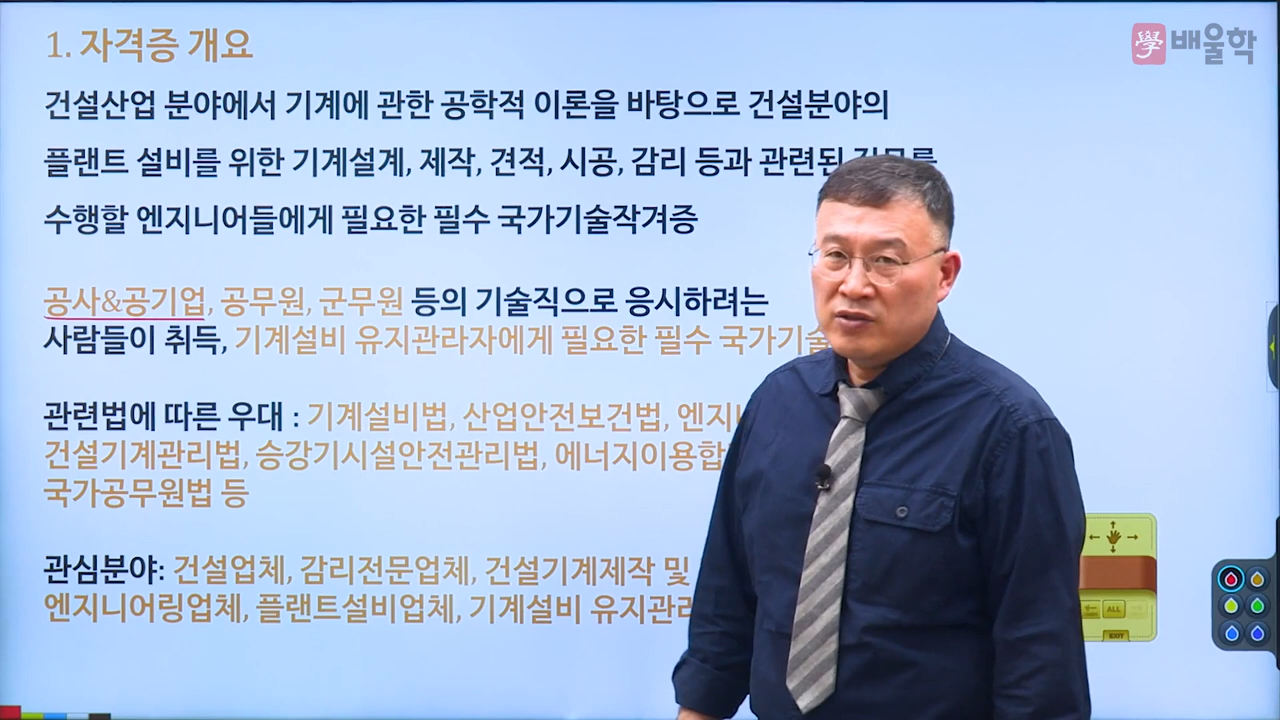 1. 자격증 개요
學 배울학
건설산업 분야에서 기계에 관한 공학적 이론을 바탕으로 건설분야의
플랜트 설비를 위한 기계설계, 제작, 견적, 시공, 감리 등과 관련된
수행할 엔지니어들에게 필요한 필수 국가기술작겨증
공사&공기업, 공무원, 군무원 등의 기술직으로 응시하려는
사람들이 취득, 기계설비 유지관라자에게 필요한 필수 국가기술
관련법에 따른 우대 : 기계설비법, 산업안전보건법,
건설기계관리법, 승강기시설안전관리법, 에너지이용합
국가공무원법 등
관심분야: 건설업체, 감리전문업체, 건설기계제작 및
엔지니어링업체, 플랜트설비업체, 기계설비 유지관리
ALL
EXIT